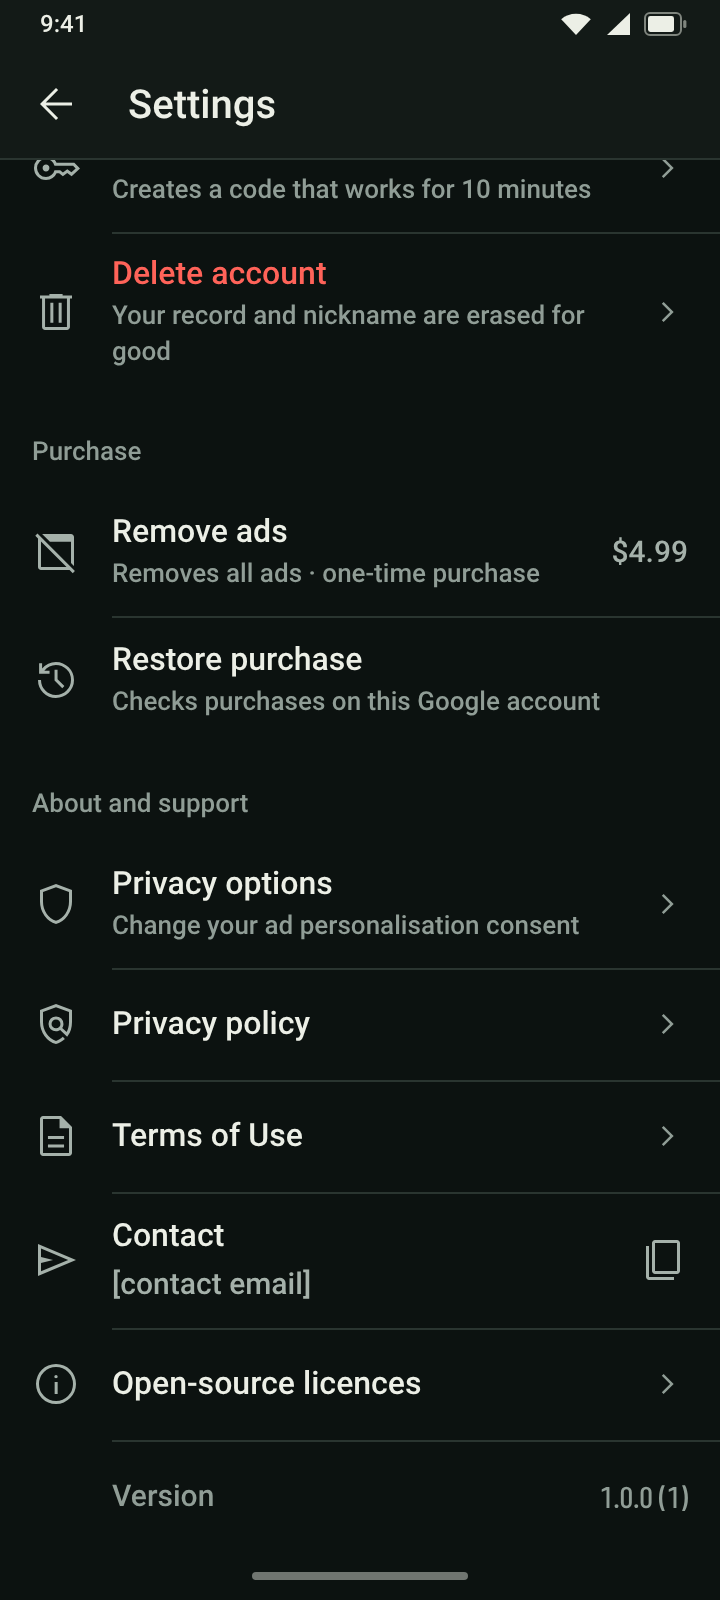 9:41
Settings
Creates a code that works for 10 minutes
Delete account
Your record and nickname are erased for
good
Purchase
Remove ads
$4.99
Removes all ads · one-time purchase
Restore purchase
Checks purchases on this Google account
About and support
Privacy options
Change your ad personalisation consent
Privacy policy
Terms of Use
Contact
[contact email]
Open-source licences
Version
1.0.0 (1)